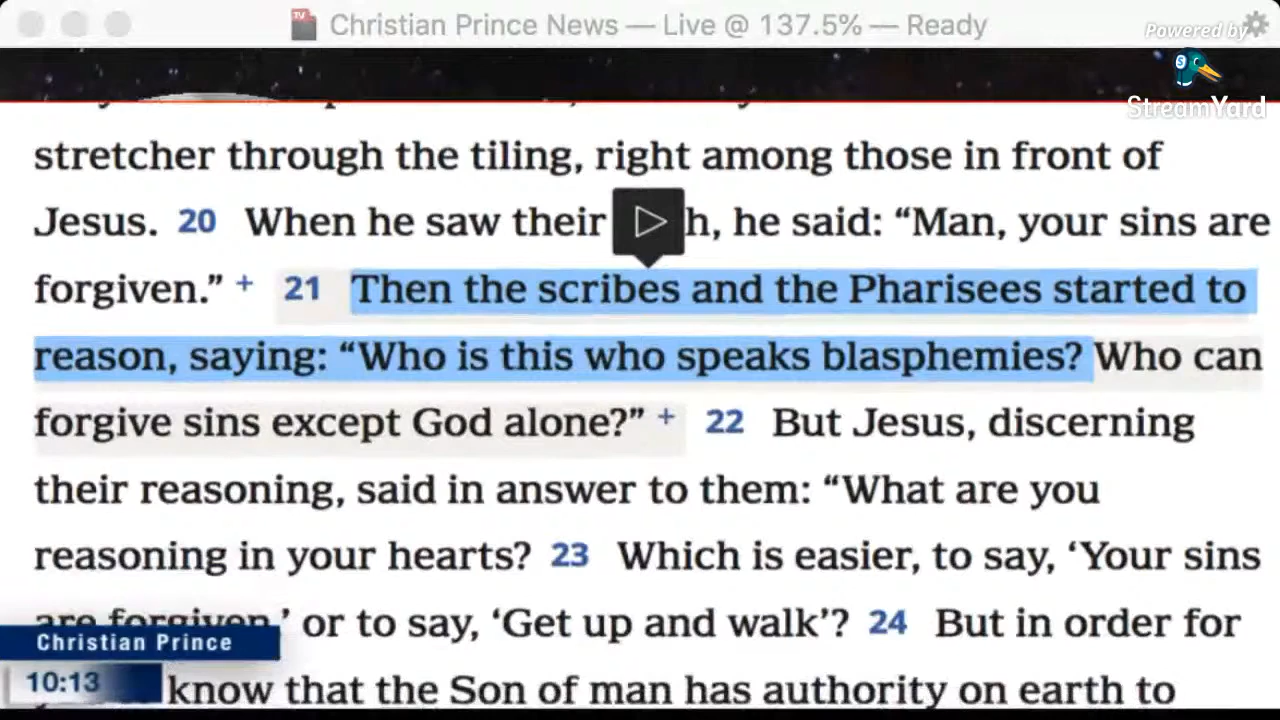 Christian Prince News — Live @ 137.5% — Ready
Powered by
StreamYard
stretcher through the tiling, right among those in front of
Jesus. 20 When he saw their h, he said: “Man, your sins are
forgiven.” + 21 Then the scribes and the Pharisees started to
reason, saying: “Who is this who speaks blasphemies? Who can
forgive sins except God alone?” + 22 But Jesus, discerning
their reasoning, said in answer to them: “What are you
reasoning in your hearts? 23 Which is easier, to say, ‘Your sins
are forgiven,’ or to say, ‘Get up and walk’? 24 But in order for
Christian Prince
10:13
know that the Son of man has authority on earth to